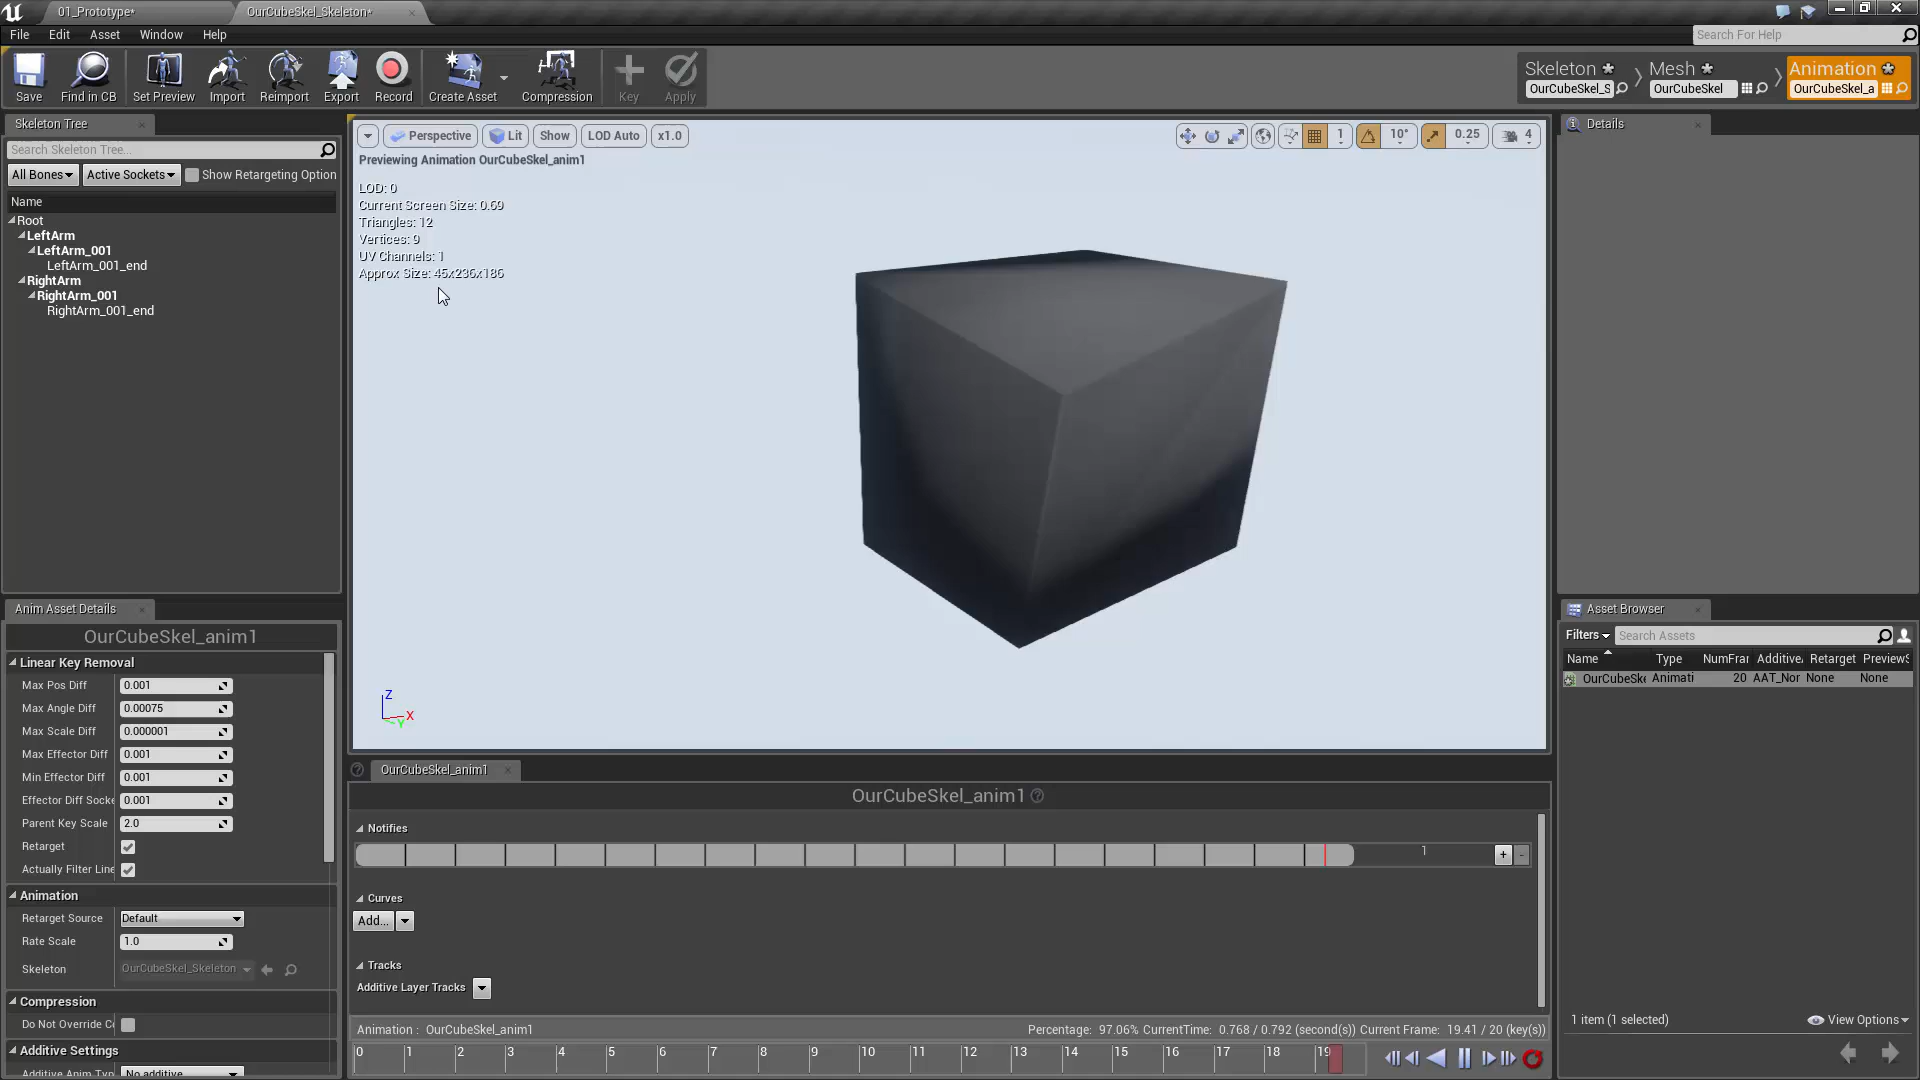 01_Prototype*
OurCubeSkel_Skeleton*
File Edit Asset Window Help
Search For Help
Save
Find in CB
Set Preview
Import
Reimport
Export
Record
Create Asset
Compression
Key
Apply
Skeleton
OurCubeSkel_S
Mesh
OurCubeSkel
Animation
OurCubeSkel_a
Skeleton Tree
Search Skeleton Tree...
All Bones Active Sockets Show Retargeting Option
Name
Root
LeftArm
LeftArm_001
LeftArm_001_end
RightArm
RightArm_001
RightArm_001_end
Perspective Lit Show LOD Auto x1.0
1 10° 0.25 4
Previewing Animation OurCubeSkel_anim1
LOD: 0
Current Screen Size: 0.69
Triangles: 12
Vertices: 9
UV Channels: 1
Approx Size: 45x236x186
Z
X
Y
Details
Anim Asset Details
OurCubeSkel_anim1
Linear Key Removal
Max Pos Diff 0.001
Max Angle Diff 0.00075
Max Scale Diff 0.000001
Max Effector Diff 0.001
Min Effector Diff 0.001
Effector Diff Socke 0.001
Parent Key Scale 2.0
Retarget
Actually Filter Line
Animation
Retarget Source Default
Rate Scale 1.0
Skeleton OurCubeSkel_Skeleton
Compression
Do Not Override C
Additive Settings
Additive Anim Typ No additive
OurCubeSkel_anim1
OurCubeSkel_anim1
Notifies
1 + -
Curves
Add...
Tracks
Additive Layer Tracks
Animation : OurCubeSkel_anim1
Percentage: 97.06% CurrentTime: 0.768 / 0.792 (second(s)) Current Frame: 19.41 / 20 (key(s))
0 1 2 3 4 5 6 7 8 9 10 11 12 13 14 15 16 17 18 19
Asset Browser
Filters Search Assets
Name Type NumFrar Additive Retarget PreviewS
OurCubeSke Animati 20 AAT_Nor None None
1 item (1 selected)
View Options